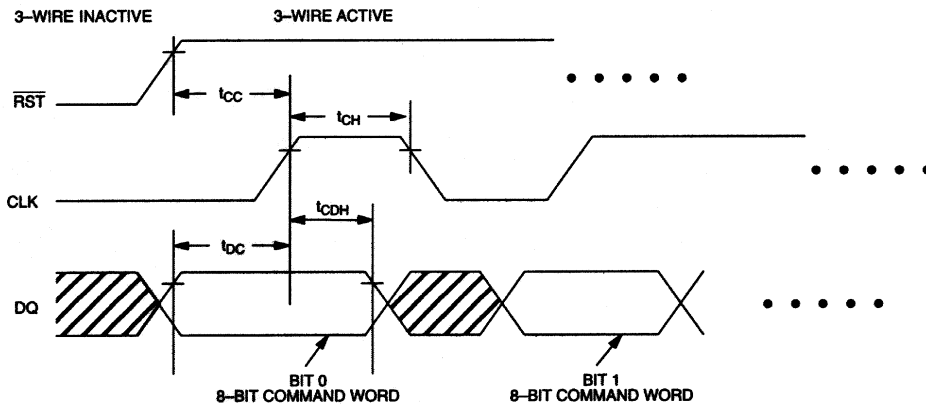 3–WIRE INACTIVE
3–WIRE ACTIVE
RST
tCC
tCH
CLK
tCDH
tDC
DQ
BIT 0
8–BIT COMMAND WORD
BIT 1
8–BIT COMMAND WORD